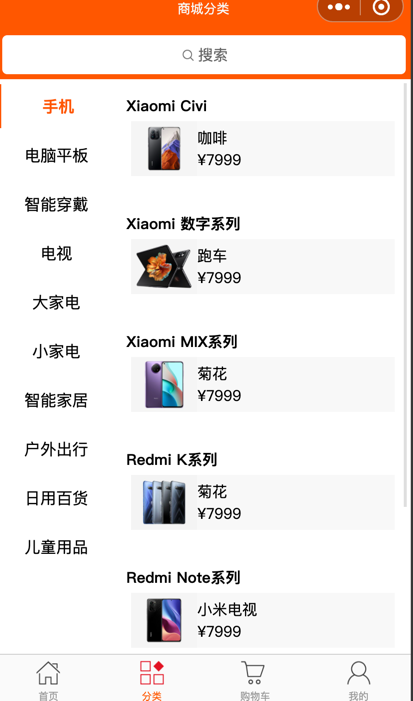 商城分类
搜索
手机
电脑平板
智能穿戴
电视
大家电
小家电
智能家居
户外出行
日用百货
儿童用品
Xiaomi Civi
咖啡
¥7999
Xiaomi 数字系列
跑车
¥7999
Xiaomi MIX系列
菊花
¥7999
Redmi K系列
菊花
¥7999
Redmi Note系列
小米电视
¥7999
首页
分类
购物车
我的